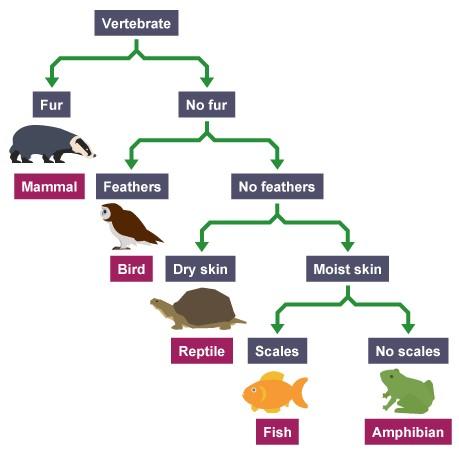 Vertebrate
Fur
No fur
Mammal
Feathers
No feathers
Bird
Dry skin
Moist skin
Reptile
Scales
No scales
Fish
Amphibian